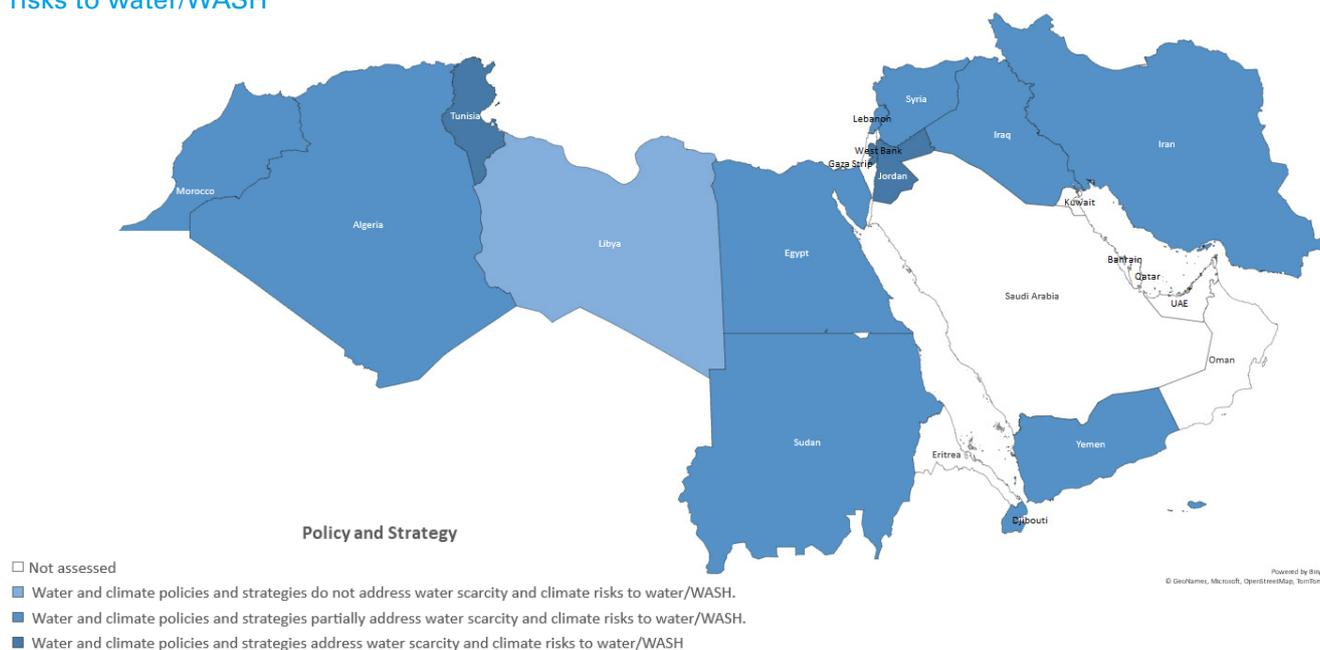 risks to water/WASH
Tunisia
Syria
Lebanon
Iraq
Iran
West Bank
Gaza Strip
Jordan
Morocco
Kuwait
Algeria
Libya
Egypt
Bahrain
Qatar
Saudi Arabia
UAE
Oman
Sudan
Yemen
Eritrea
Djibouti
Policy and Strategy
Not assessed
Water and climate policies and strategies do not address water scarcity and climate risks to water/WASH.
Water and climate policies and strategies partially address water scarcity and climate risks to water/WASH.
Water and climate policies and strategies address water scarcity and climate risks to water/WASH
Powered by Bing
© GeoNames, Microsoft, OpenStreetMap, TomTom